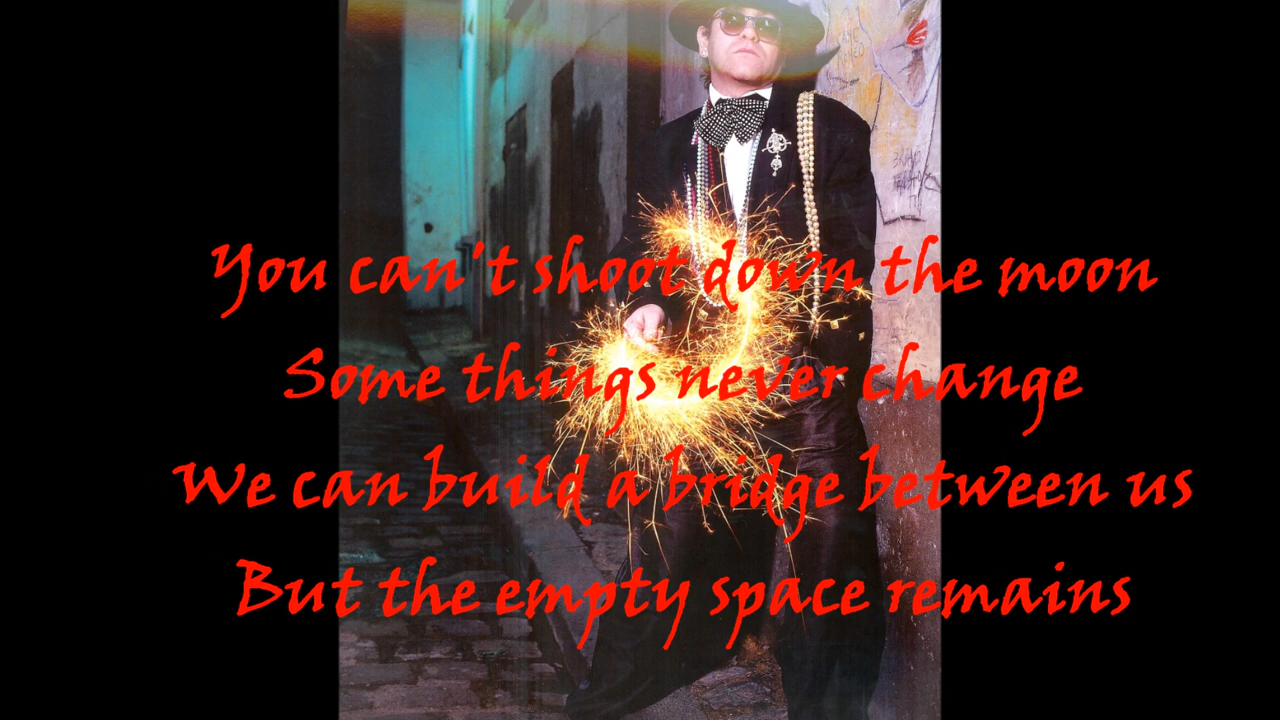 You can't shoot down the moon
Some things never change
We can build a bridge between us
But the empty space remains